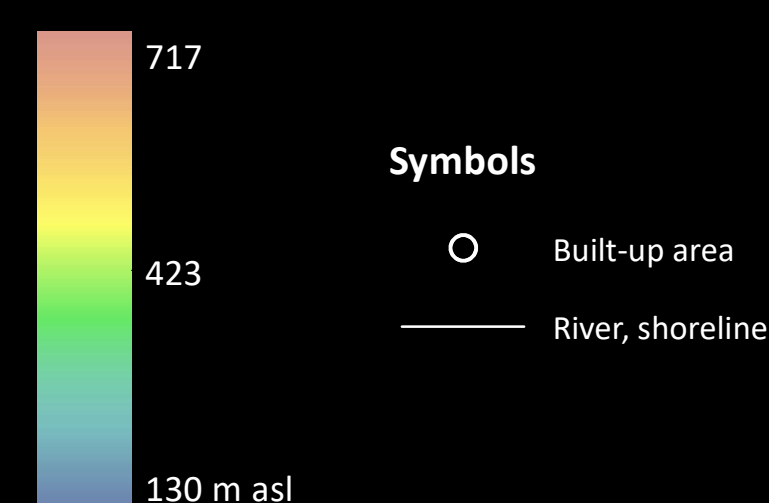 717
Symbols
Built-up area
423
River, shoreline
130 m asl